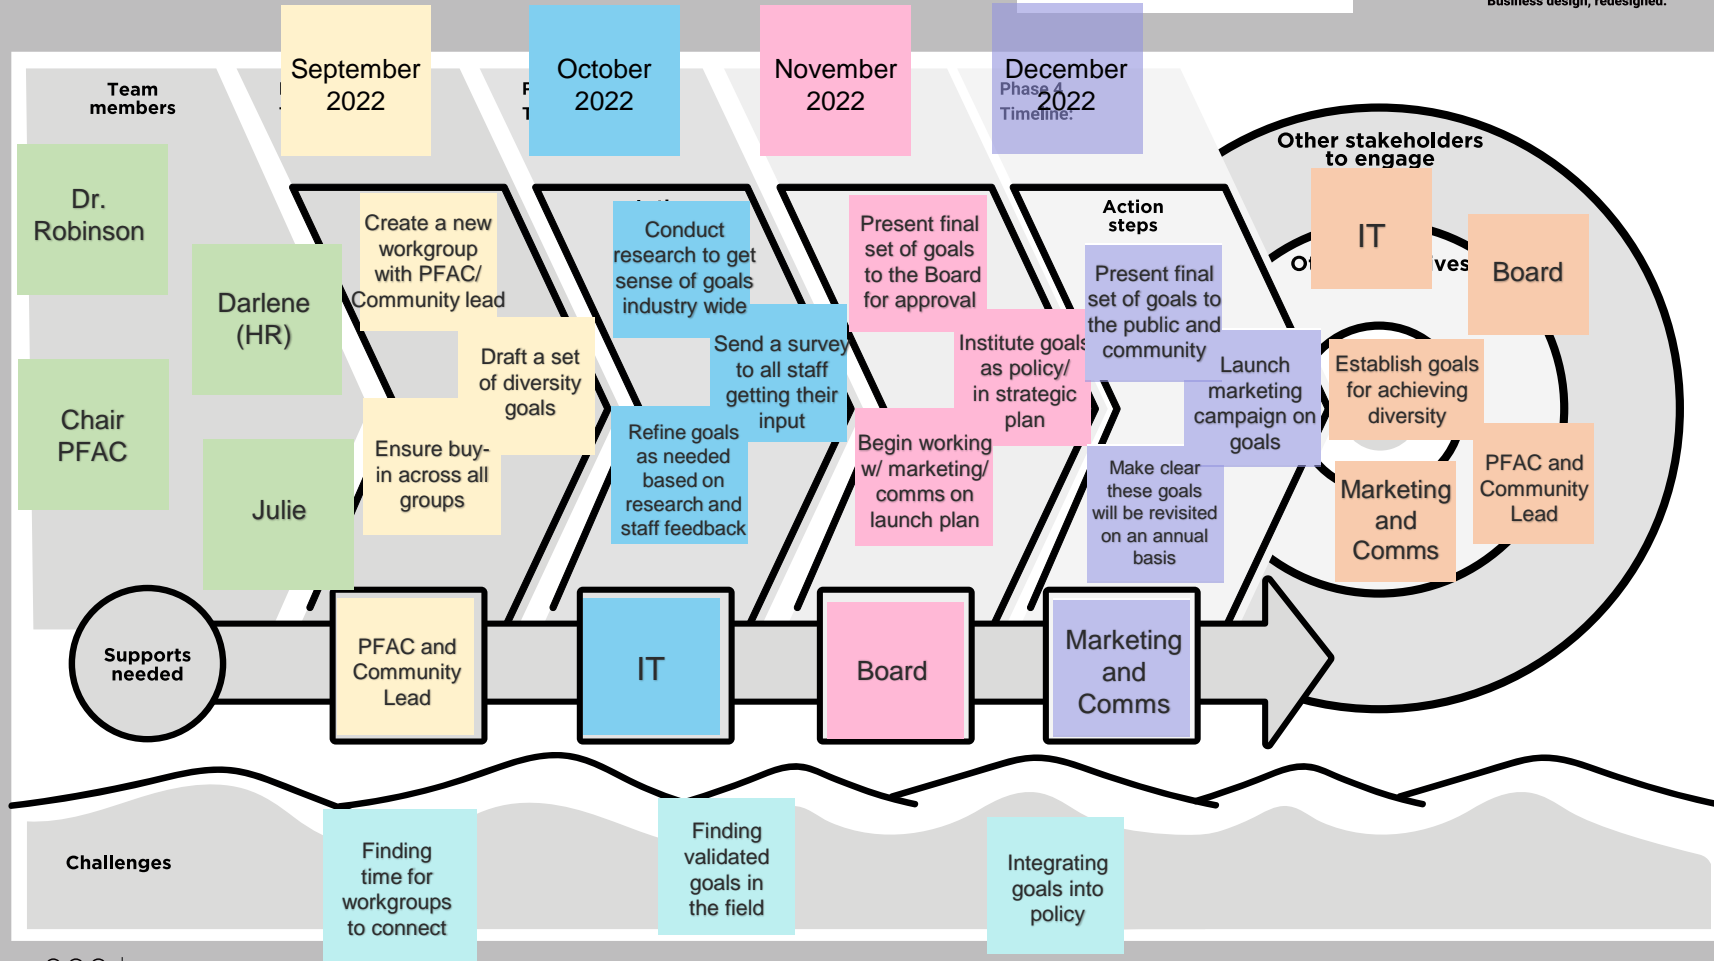 Business design, redesigned.
September
2022
October
2022
November
2022
December
2022
Phase 4
Timeline:
Team
members
Other stakeholders
to engage
Dr.
Robinson
Darlene
(HR)
Chair
PFAC
Julie
Create a new
workgroup
with PFAC/
Community lead
Draft a set
of diversity
goals
Ensure buy-
in across all
groups
Conduct
research to get
sense of goals
industry wide
Send a survey
to all staff
getting their
input
Refine goals
as needed
based on
research and
staff feedback
Present final
set of goals
to the Board
for approval
Institute goals
as policy/
in strategic
plan
Begin working
w/ marketing/
comms on
launch plan
Action
steps
Present final
set of goals to
the public and
community
Launch
marketing
campaign on
goals
Make clear
these goals
will be revisited
on an annual
basis
IT
Board
Establish goals
for achieving
diversity
PFAC and
Community
Lead
Marketing
and
Comms
Supports
needed
PFAC and
Community
Lead
IT
Board
Marketing
and
Comms
Challenges
Finding
time for
workgroups
to connect
Finding
validated
goals in
the field
Integrating
goals into
policy